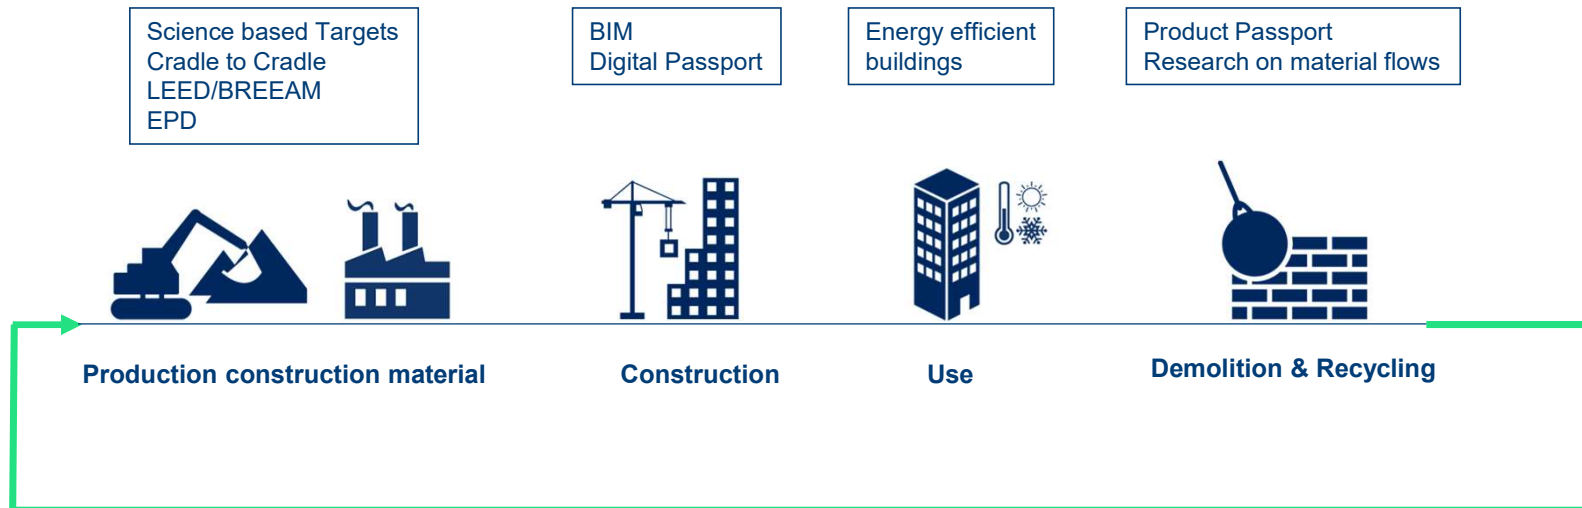 Science based Targets
Cradle to Cradle
LEED/BREEAM
EPD
BIM
Digital Passport
Energy efficient
buildings
Product Passport
Research on material flows
Production construction material
Construction
Use
Demolition & Recycling